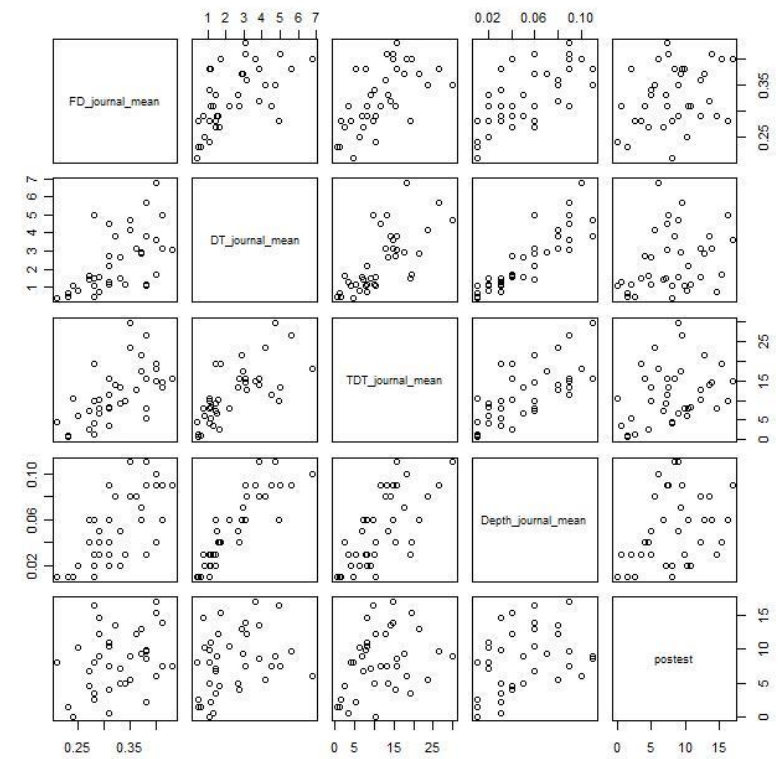 1 2 3 4 5 6 7
0.02 0.06 0.10
FD_journal_mean
0.25 0.35
1 2 3 4 5 6 7
DT_journal_mean
TDT_journal_mean
0 5 15 25
0.02 0.06 0.10
Depth_journal_mean
postest
0 5 10 15
0.25 0.35
0 5 15 25
0 5 10 15